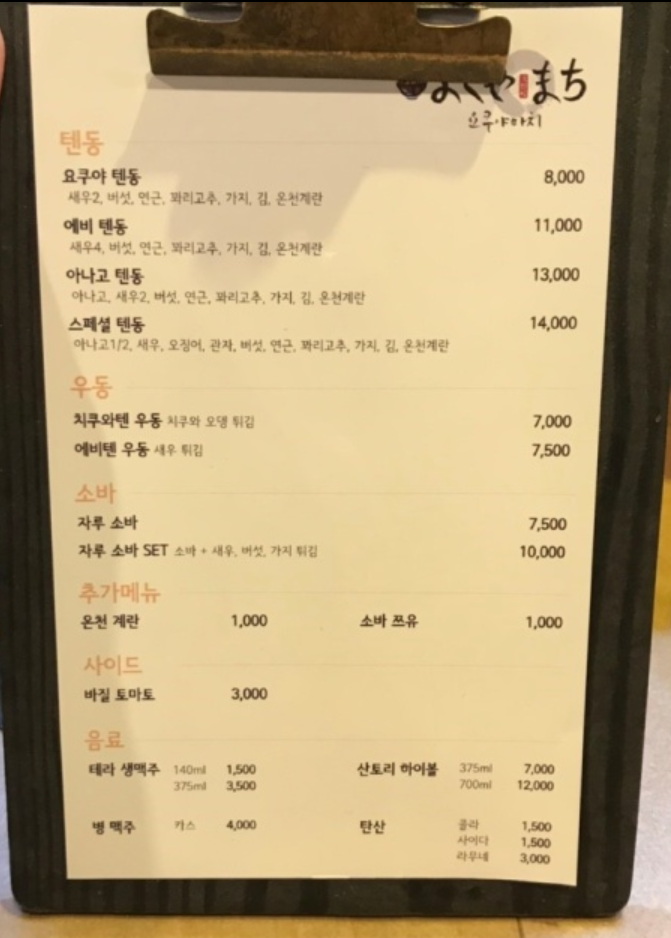 よくや まち
요쿠야마치
텐동
요쿠야 텐동 8,000
새우2, 버섯, 연근, 꽈리고추, 가지, 김, 온천계란
에비 텐동 11,000
새우4, 버섯, 연근, 꽈리고추, 가지, 김, 온천계란
아나고 텐동 13,000
아나고, 새우2, 버섯, 연근, 꽈리고추, 가지, 김, 온천계란
스페셜 텐동 14,000
아나고1/2, 새우, 오징어, 관자, 버섯, 연근, 꽈리고추, 가지, 김, 온천계란
우동
치쿠와텐 우동 치쿠와 오뎅 튀김 7,000
에비텐 우동 새우 튀김 7,500
소바
자루 소바 7,500
자루 소바 SET 소바 + 새우, 버섯, 가지 튀김 10,000
추가메뉴
온천 계란 1,000 소바 쯔유 1,000
사이드
바질 토마토 3,000
음료
테라 생맥주 140ml 1,500 산토리 하이볼 375ml 7,000
375ml 3,500 700ml 12,000
병 맥주 카스 4,000 탄산 콜라 1,500
사이다 1,500
라무네 3,000